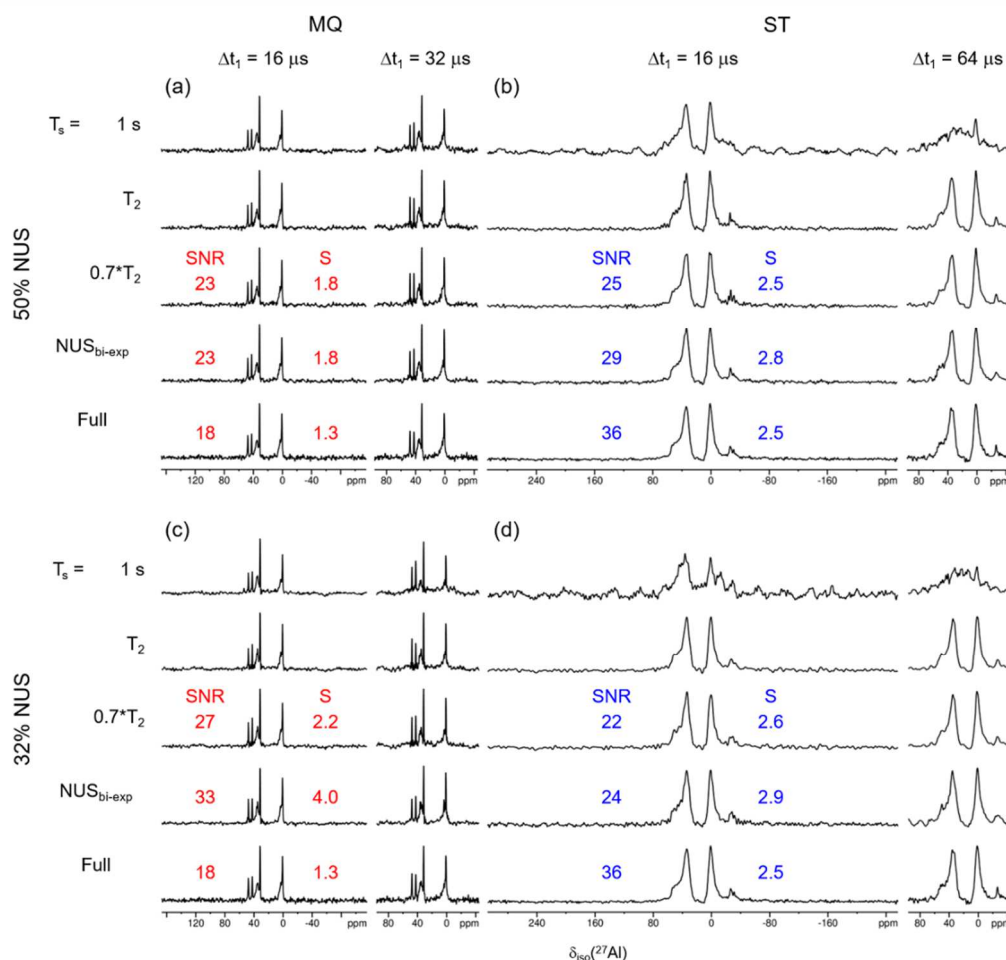 MQ ST
Δt₁ = 16 μs Δt₁ = 32 μs Δt₁ = 16 μs Δt₁ = 64 μs
(a) (b)
50% NUS
Tₛ = 1 s
T₂
SNR S SNR S
0.7*T₂ 23 1.8 25 2.5
NUS_bi-exp 23 1.8 29 2.8
Full 18 1.3 36 2.5
120 80 40 0 -40 ppm 80 40 0 ppm 240 160 80 0 -80 -160 ppm 80 40 0 ppm
(c) (d)
32% NUS
Tₛ = 1 s
T₂
SNR S SNR S
0.7*T₂ 27 2.2 22 2.6
NUS_bi-exp 33 4.0 24 2.9
Full 18 1.3 36 2.5
120 80 40 0 -40 ppm 80 40 0 ppm 240 160 80 0 -80 -160 ppm 80 40 0 ppm
δ_iso(²⁷Al)